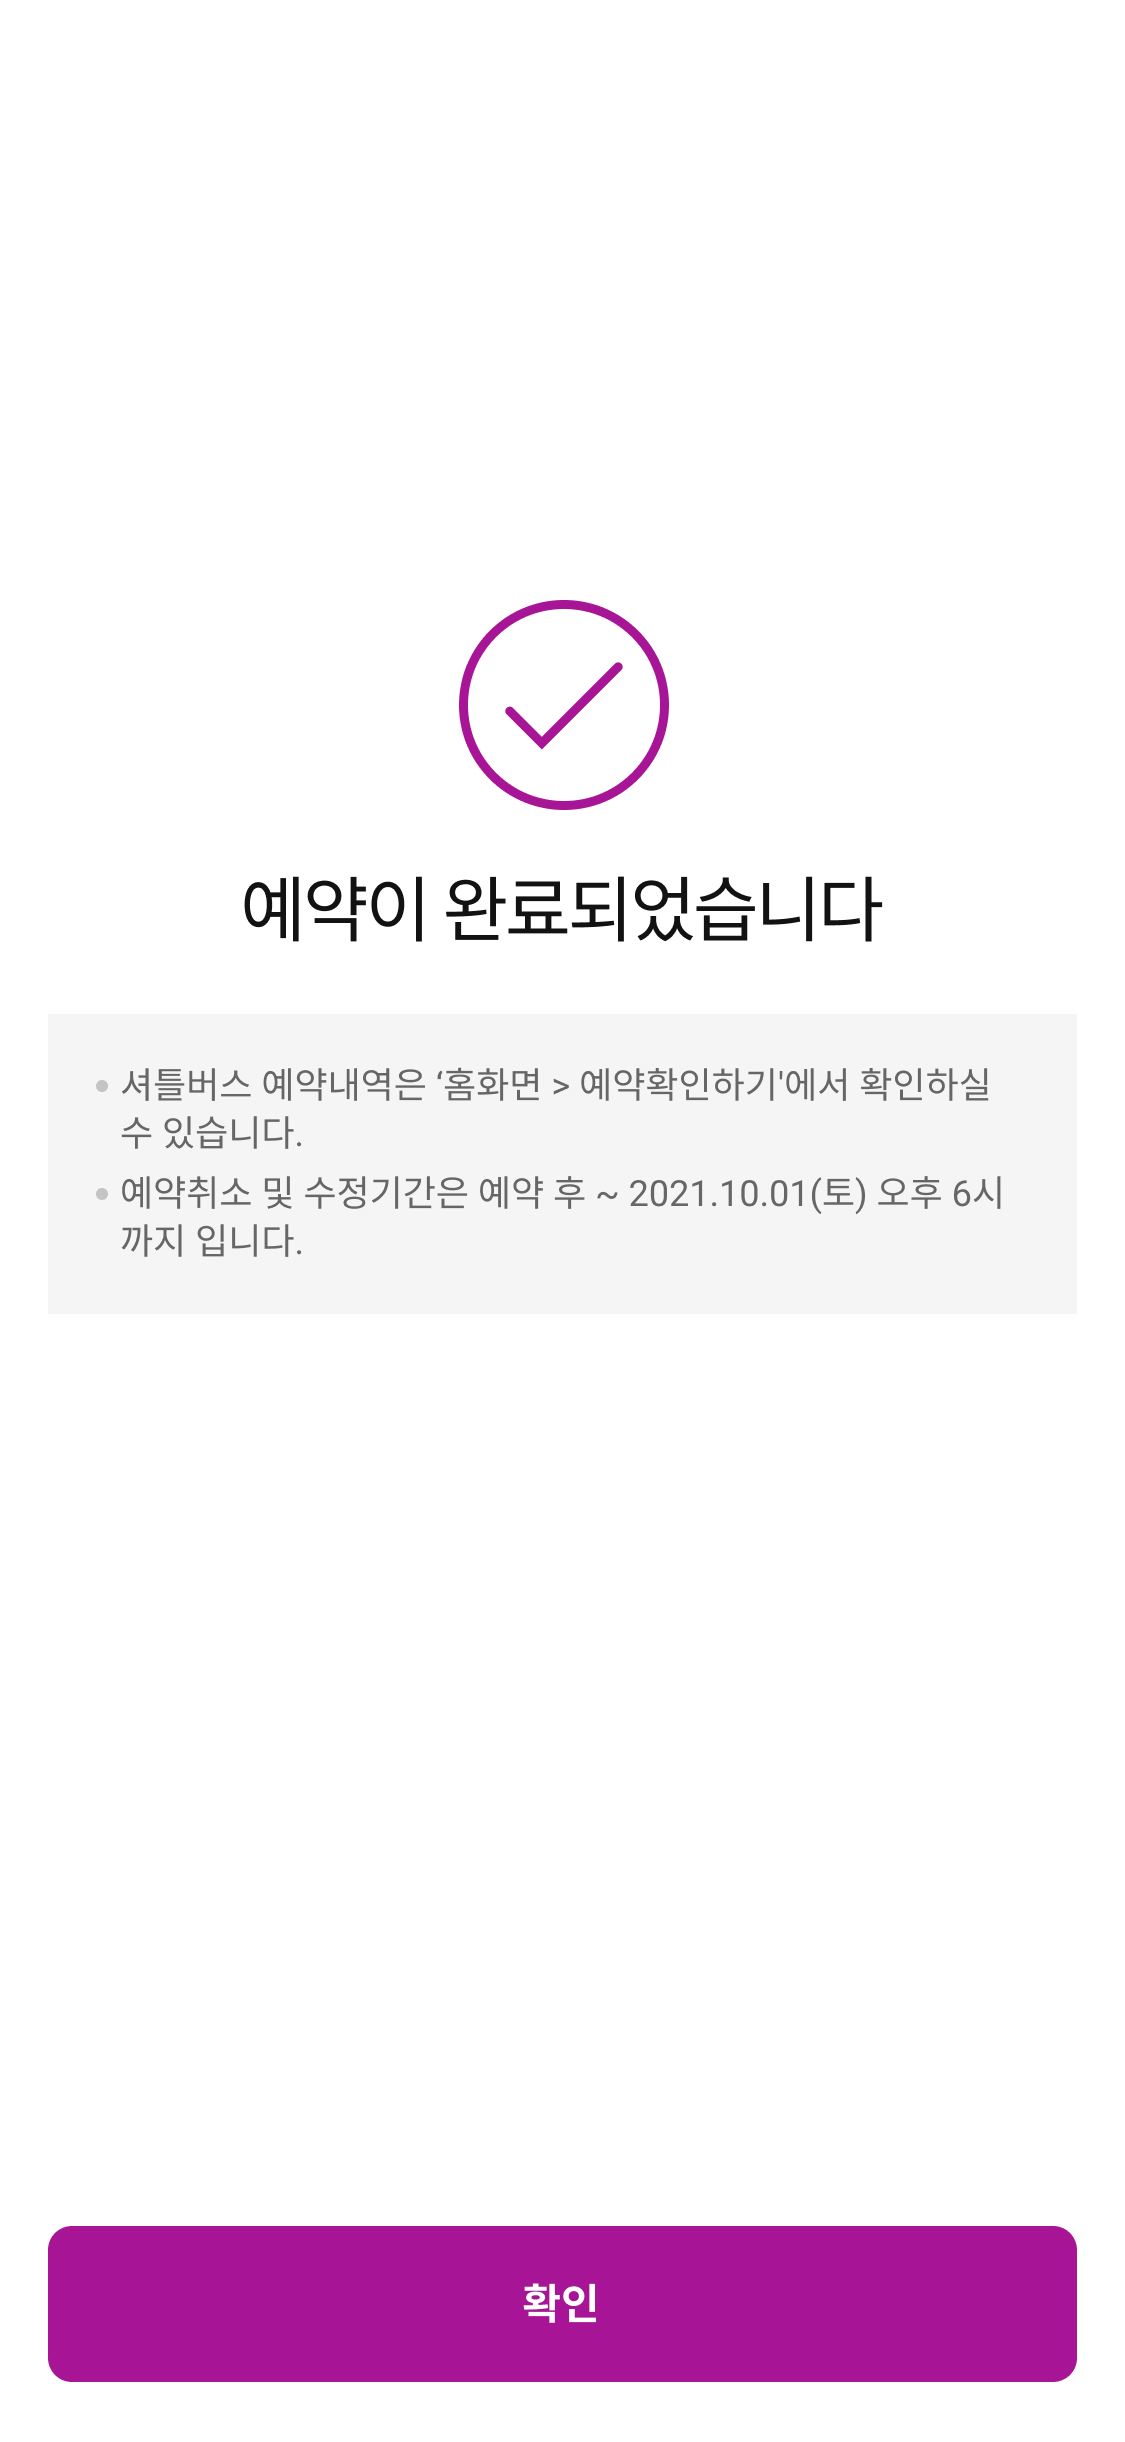 예약이 완료되었습니다
셔틀버스 예약내역은 ‘홈화면 > 예약확인하기'에서 확인하실
수 있습니다.
예약취소 및 수정기간은 예약 후 ~ 2021.10.01(토) 오후 6시
까지 입니다.
확인